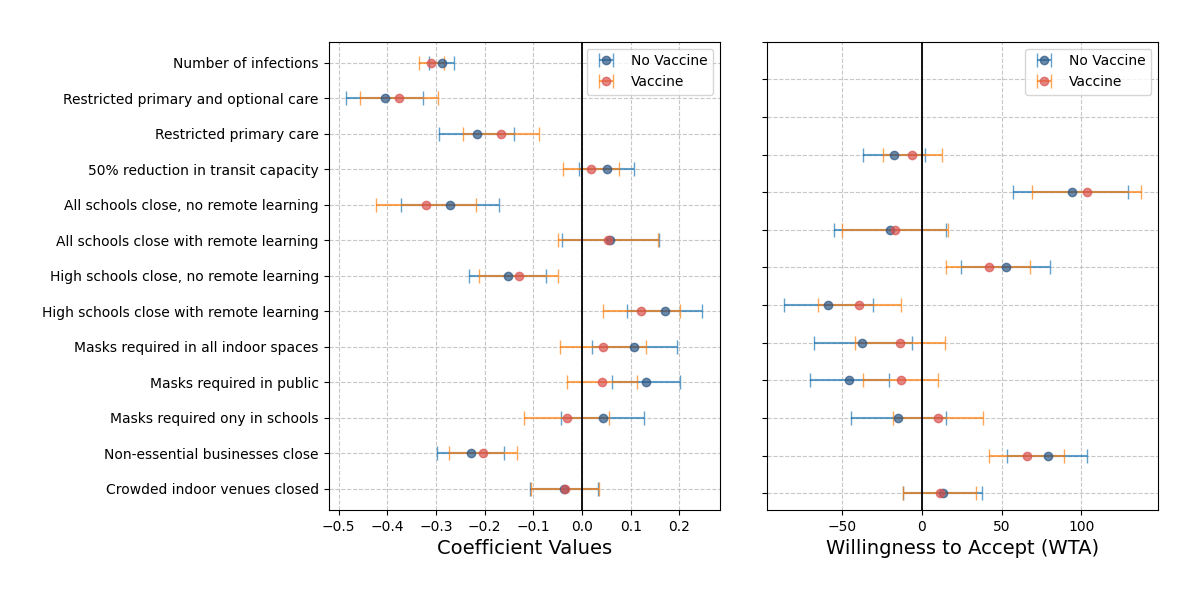 Number of infections
Restricted primary and optional care
Restricted primary care
50% reduction in transit capacity
All schools close, no remote learning
All schools close with remote learning
High schools close, no remote learning
High schools close with remote learning
Masks required in all indoor spaces
Masks required in public
Masks required ony in schools
Non-essential businesses close
Crowded indoor venues closed
No Vaccine
Vaccine
−0.5 −0.4 −0.3 −0.2 −0.1 0.0 0.1 0.2
Coefficient Values
No Vaccine
Vaccine
−50 0 50 100
Willingness to Accept (WTA)